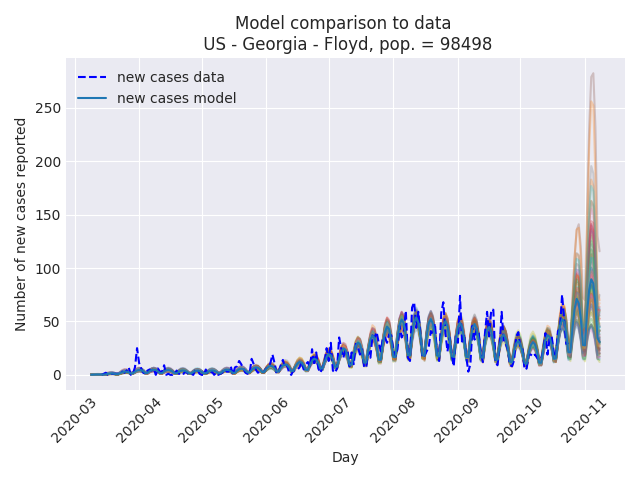 Model comparison to data
US - Georgia - Floyd, pop. = 98498
new cases data
new cases model
Number of new cases reported
250
200
150
100
50
0
2020-03
2020-04
2020-05
2020-06
2020-07
2020-08
2020-09
2020-10
2020-11
Day